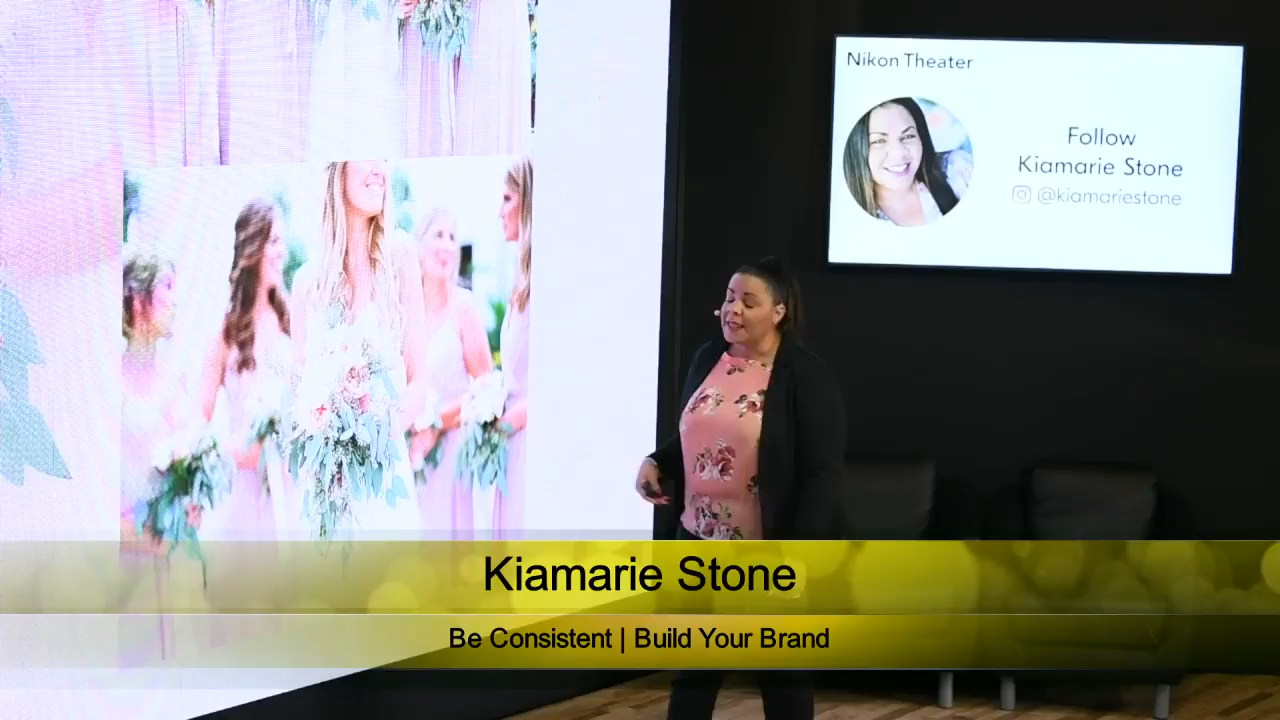 Nikon Theater
Follow
Kiamarie Stone
@kiamariestone
Kiamarie Stone
Be Consistent | Build Your Brand